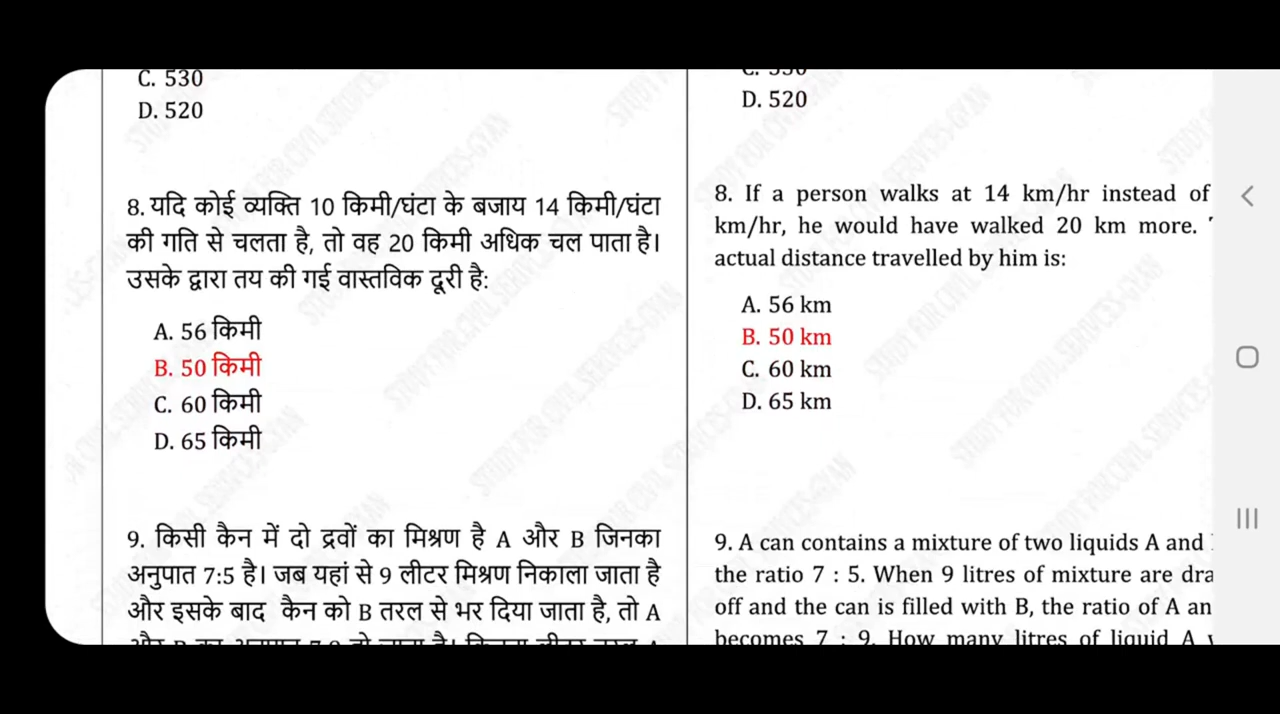 C. 530
D. 520
8. यदि कोई व्यक्ति 10 किमी/घंटा के बजाय 14 किमी/घंटा
की गति से चलता है, तो वह 20 किमी अधिक चल पाता है।
उसके द्वारा तय की गई वास्तविक दूरी है:
A. 56 किमी
B. 50 किमी
C. 60 किमी
D. 65 किमी
9. किसी कैन में दो द्रवों का मिश्रण है A और B जिनका
अनुपात 7:5 है। जब यहां से 9 लीटर मिश्रण निकाला जाता है
और इसके बाद कैन को B तरल से भर दिया जाता है, तो A
C. 530
D. 520
8. If a person walks at 14 km/hr instead of
km/hr, he would have walked 20 km more.
actual distance travelled by him is:
A. 56 km
B. 50 km
C. 60 km
D. 65 km
9. A can contains a mixture of two liquids A and
the ratio 7 : 5. When 9 litres of mixture are dra
off and the can is filled with B, the ratio of A an
becomes 7 : 9. How many litres of liquid A